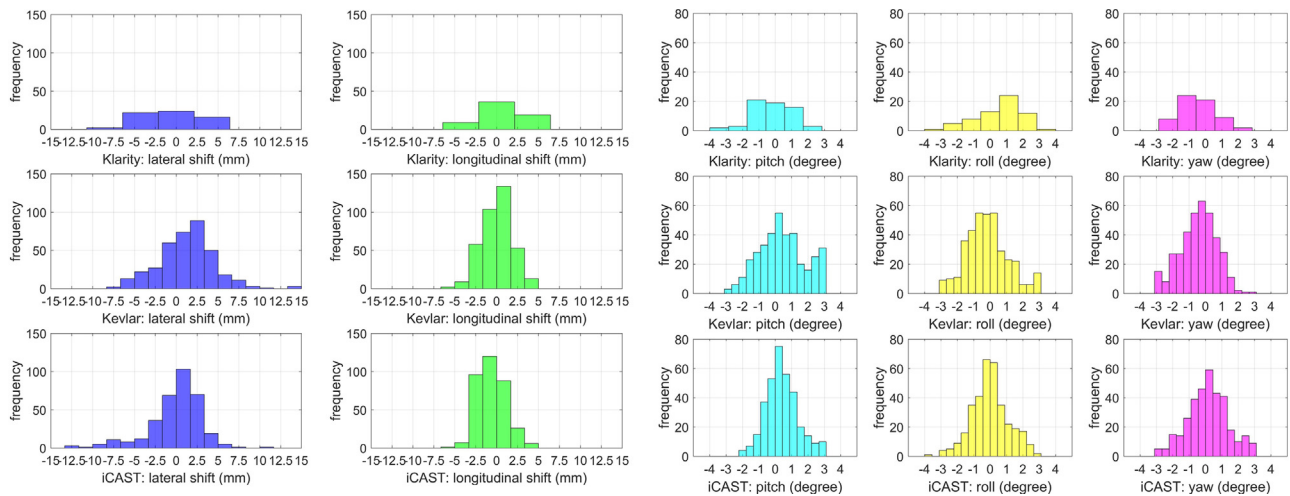 150
100
50
0
frequency
-15-12.5-10 -7.5 -5 -2.5 0 2.5 5 7.5 10 12.5 15
Klarity: lateral shift (mm)
150
100
50
0
frequency
-15-12.5-10 -7.5 -5 -2.5 0 2.5 5 7.5 10 12.5 15
Klarity: longitudinal shift (mm)
80
60
40
20
0
frequency
-4 -3 -2 -1 0 1 2 3 4
Klarity: pitch (degree)
80
60
40
20
0
frequency
-4 -3 -2 -1 0 1 2 3 4
Klarity: roll (degree)
80
60
40
20
0
frequency
-4 -3 -2 -1 0 1 2 3 4
Klarity: yaw (degree)
150
100
50
0
frequency
-15-12.5-10 -7.5 -5 -2.5 0 2.5 5 7.5 10 12.5 15
Kevlar: lateral shift (mm)
150
100
50
0
frequency
-15-12.5-10 -7.5 -5 -2.5 0 2.5 5 7.5 10 12.5 15
Kevlar: longitudinal shift (mm)
80
60
40
20
0
frequency
-4 -3 -2 -1 0 1 2 3 4
Kevlar: pitch (degree)
80
60
40
20
0
frequency
-4 -3 -2 -1 0 1 2 3 4
Kevlar: roll (degree)
80
60
40
20
0
frequency
-4 -3 -2 -1 0 1 2 3 4
Kevlar: yaw (degree)
150
100
50
0
frequency
-15-12.5-10 -7.5 -5 -2.5 0 2.5 5 7.5 10 12.5 15
iCAST: lateral shift (mm)
150
100
50
0
frequency
-15-12.5-10 -7.5 -5 -2.5 0 2.5 5 7.5 10 12.5 15
iCAST: longitudinal shift (mm)
80
60
40
20
0
frequency
-4 -3 -2 -1 0 1 2 3 4
iCAST: pitch (degree)
80
60
40
20
0
frequency
-4 -3 -2 -1 0 1 2 3 4
iCAST: roll (degree)
80
60
40
20
0
frequency
-4 -3 -2 -1 0 1 2 3 4
iCAST: yaw (degree)